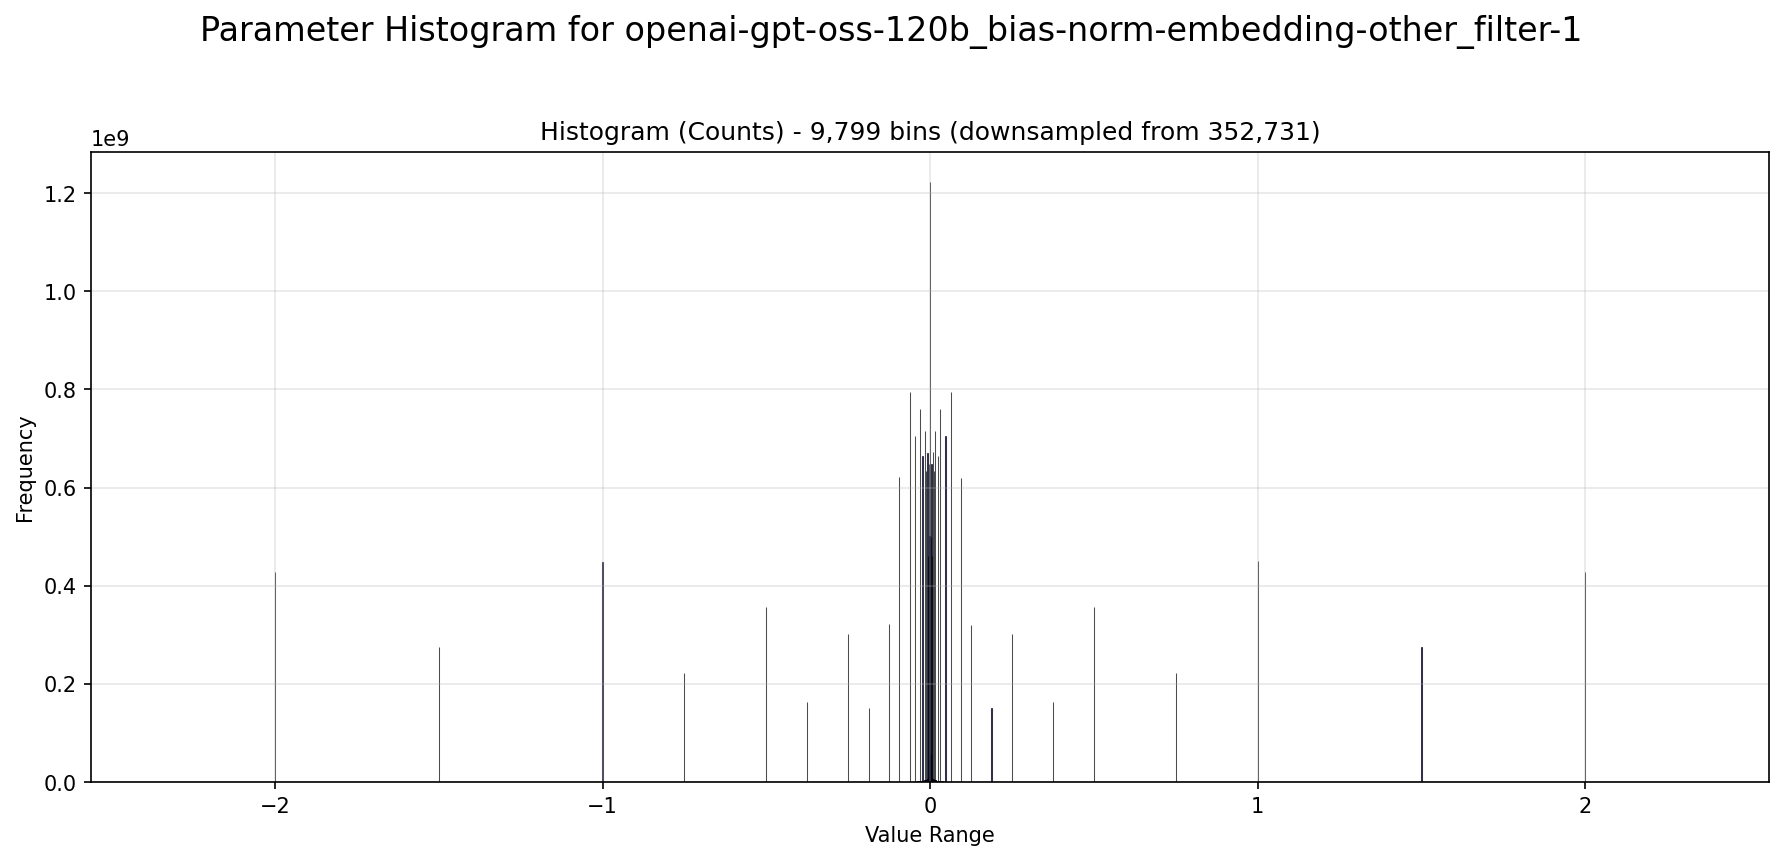 Parameter Histogram for openai-gpt-oss-120b_bias-norm-embedding-other_filter-1
Histogram (Counts) - 9,799 bins (downsampled from 352,731)
1e9
1.2
1.0
0.8
0.6
0.4
0.2
0.0
Frequency
−2
−1
0
1
2
Value Range